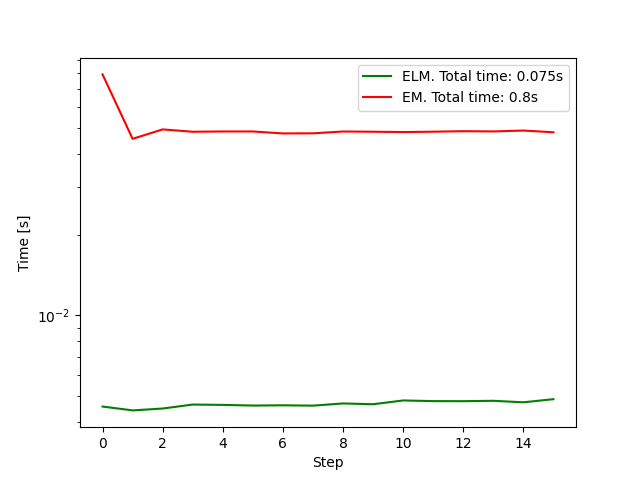 ELM. Total time: 0.075s
EM. Total time: 0.8s
Time [s]
10⁻²
0 2 4 6 8 10 12 14
Step